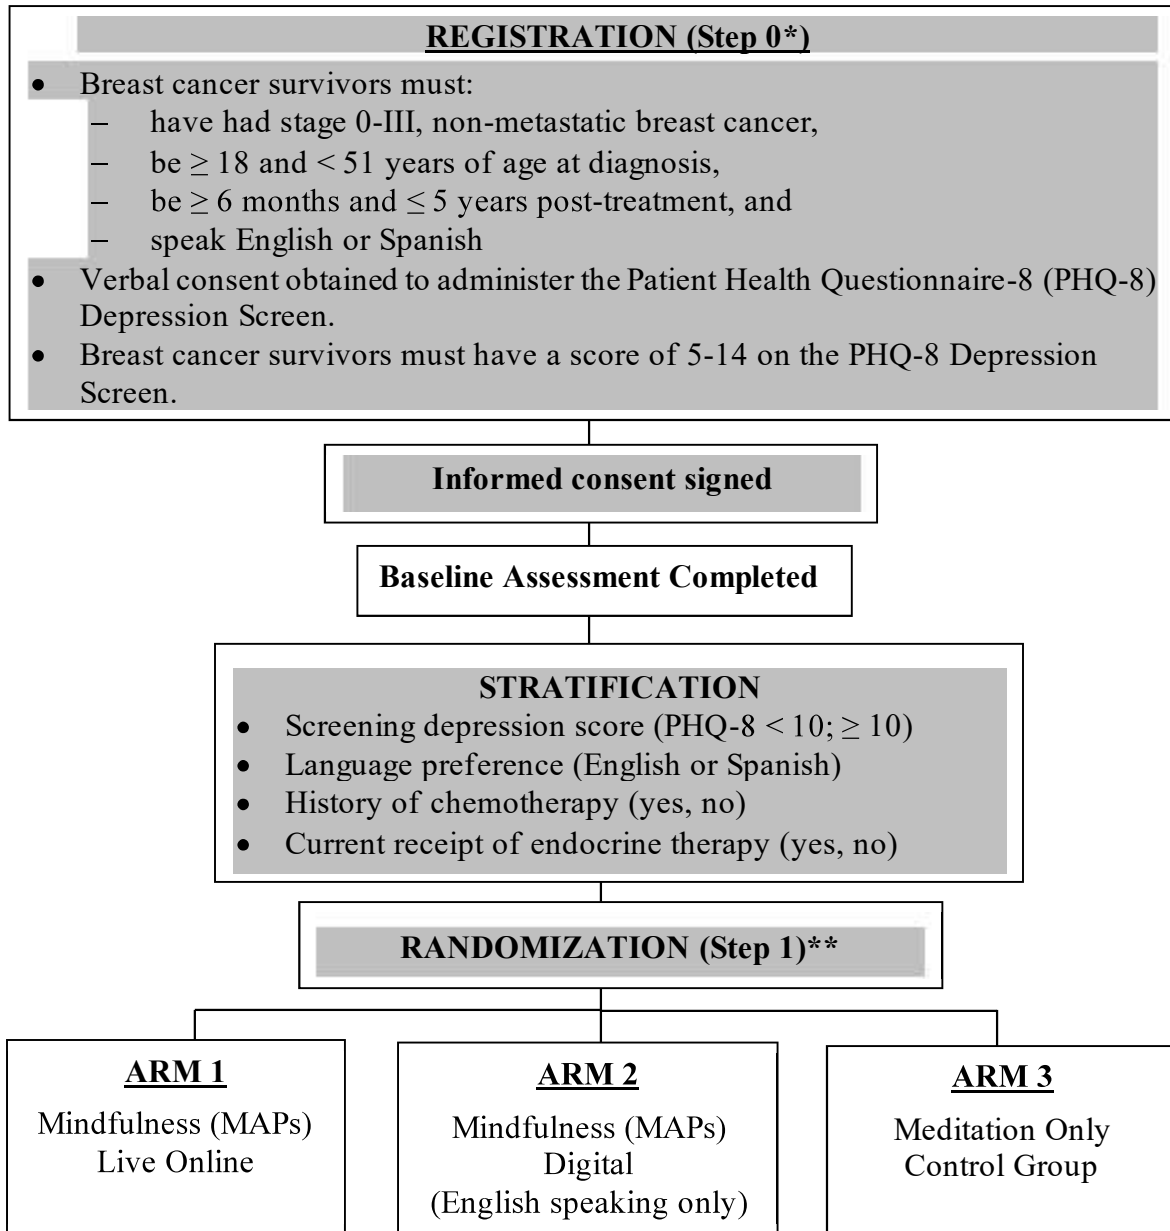 REGISTRATION (Step 0*)
• Breast cancer survivors must:
– have had stage 0-III, non-metastatic breast cancer,
– be ≥ 18 and < 51 years of age at diagnosis,
– be ≥ 6 months and ≤ 5 years post-treatment, and
– speak English or Spanish
• Verbal consent obtained to administer the Patient Health Questionnaire-8 (PHQ-8)
Depression Screen.
• Breast cancer survivors must have a score of 5-14 on the PHQ-8 Depression
Screen.
Informed consent signed
Baseline Assessment Completed
STRATIFICATION
• Screening depression score (PHQ-8 < 10; ≥ 10)
• Language preference (English or Spanish)
• History of chemotherapy (yes, no)
• Current receipt of endocrine therapy (yes, no)
RANDOMIZATION (Step 1)**
ARM 1
Mindfulness (MAPs)
Live Online
ARM 2
Mindfulness (MAPs)
Digital
(English speaking only)
ARM 3
Meditation Only
Control Group